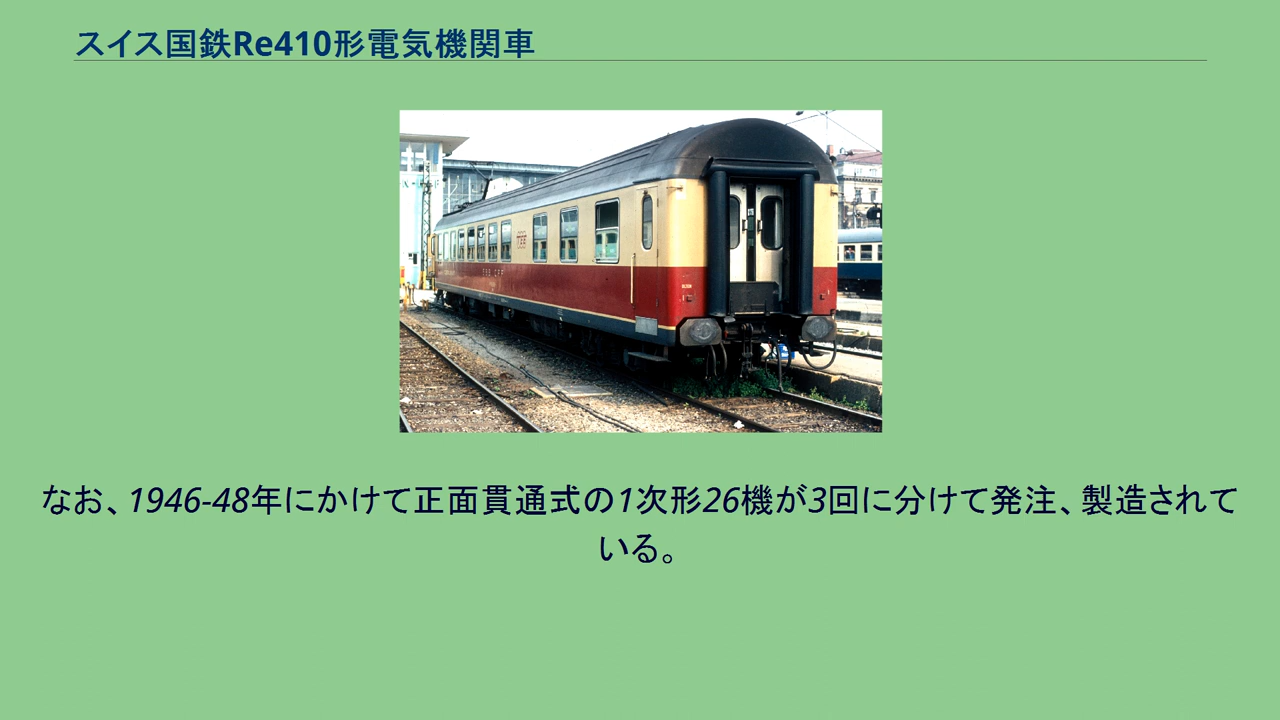 スイス国鉄Re410形電気機関車
なお、1946-48年にかけて正面貫通式の1次形26機が3回に分けて発注、製造されて
いる。